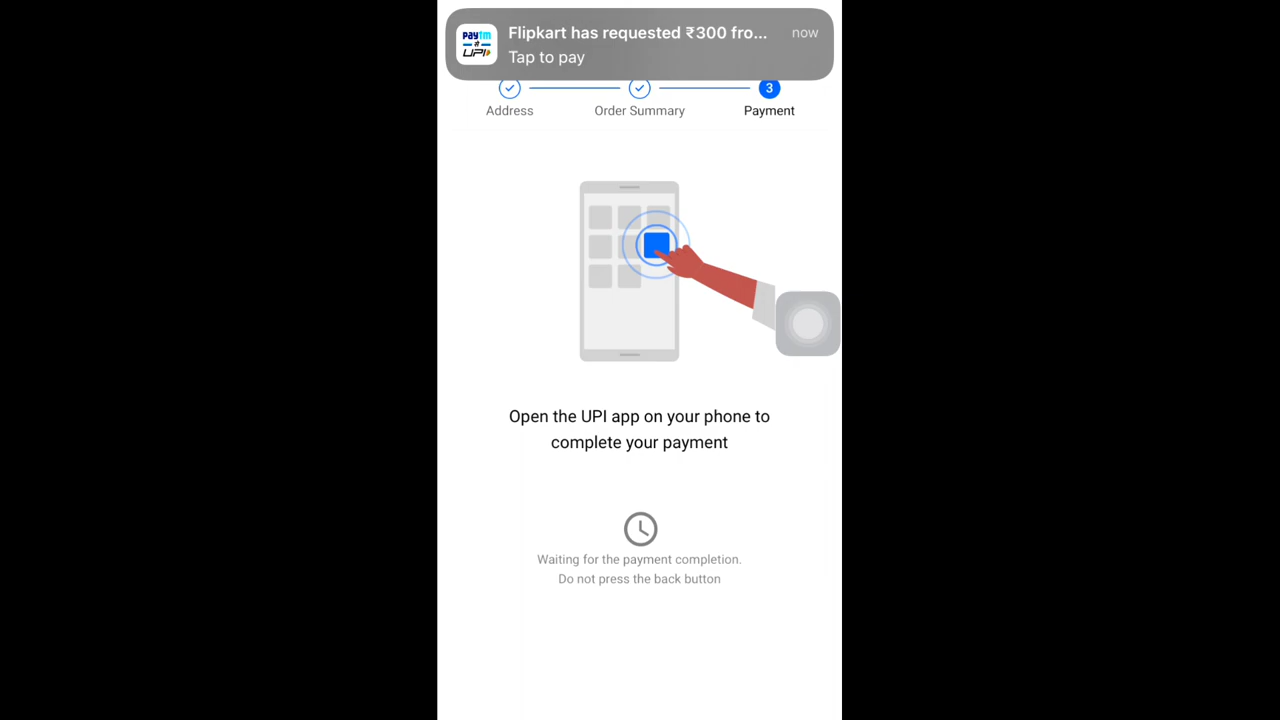 paytm
UPI
Flipkart has requested ₹300 fro...
now
Tap to pay
3
Address
Order Summary
Payment
Open the UPI app on your phone to
complete your payment
Waiting for the payment completion.
Do not press the back button